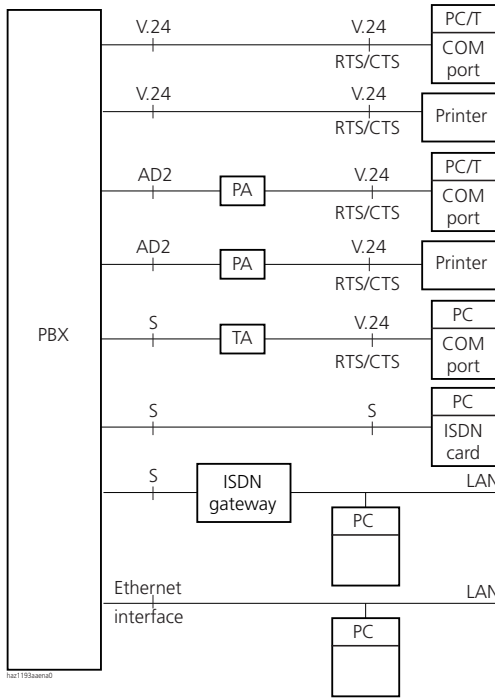 PC/T
V.24
V.24
RTS/CTS
COM
port
V.24
V.24
RTS/CTS
Printer
PC/T
AD2
PA
V.24
RTS/CTS
COM
port
AD2
PA
V.24
RTS/CTS
Printer
PBX
PC
S
TA
V.24
RTS/CTS
COM
port
PC
S
S
ISDN
card
S
ISDN
gateway
LAN
PC
Ethernet
interface
LAN
PC
haz1193aaena0